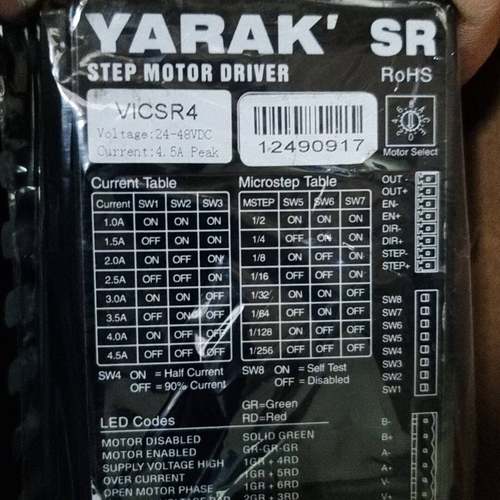 YARAK' SR
STEP MOTOR DRIVER
RoHS
VICSR4
Voltage:24-48VDC
Current:4.5A Peak
12490917
Motor Select
Current Table
Current SW1 SW2 SW3
1.0A ON ON ON
1.5A OFF ON ON
2.0A ON OFF ON
2.5A OFF OFF ON
3.0A ON ON OFF
3.5A OFF ON OFF
4.0A ON OFF OFF
4.5A OFF OFF OFF
SW4 ON = Half Current
OFF = 90% Current
Microstep Table
MSTEP SW5 SW6 SW7
1/2 ON ON ON
1/4 OFF ON ON
1/8 ON OFF ON
1/16 OFF OFF ON
1/32 ON ON OFF
1/64 OFF ON OFF
1/128 ON OFF OFF
1/256 OFF OFF OFF
SW8 ON = Self Test
OFF = Disabled
OUT -
OUT+
EN-
EN+
DIR-
DIR+
STEP-
STEP+
SW8
SW7
SW6
SW5
SW4
SW3
SW2
SW1
B-
B+
A-
A+
V-
V+
GR=Green
RD=Red
LED Codes
MOTOR DISABLED SOLID GREEN
MOTOR ENABLED GR-GR-GR
SUPPLY VOLTAGE HIGH 1GR + 4RD
OVER CURRENT 1GR + 5RD
OPEN MOTOR PHASE 1GR + 6RD
2GR + 3RD